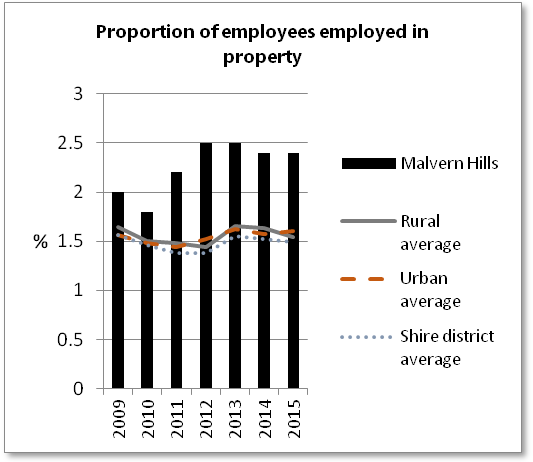 Proportion of employees employed in
property
3
2.5
2
1.5
1
0.5
0
%
2009
2010
2011
2012
2013
2014
2015
Malvern Hills
Rural
average
Urban
average
Shire district
average